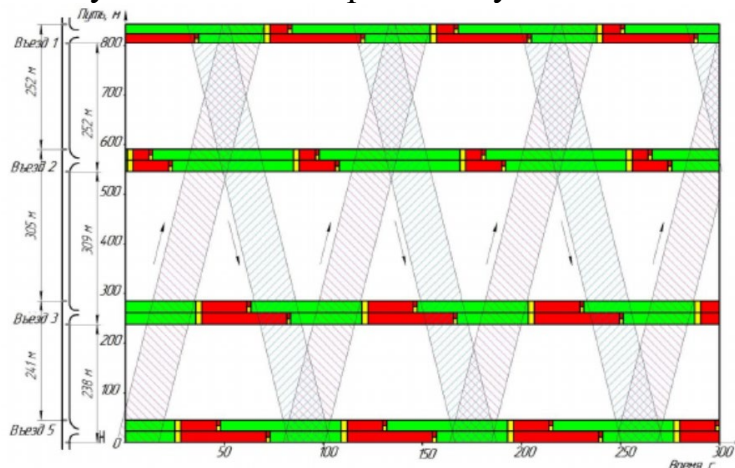 Путь, м
Въезд 1
800
252 м
252 м
700
600
Въезд 2
500
305 м
309 м
400
300
Въезд 3
200
241 м
238 м
100
Въезд 5
0
50
100
150
200
250
300
Время, с